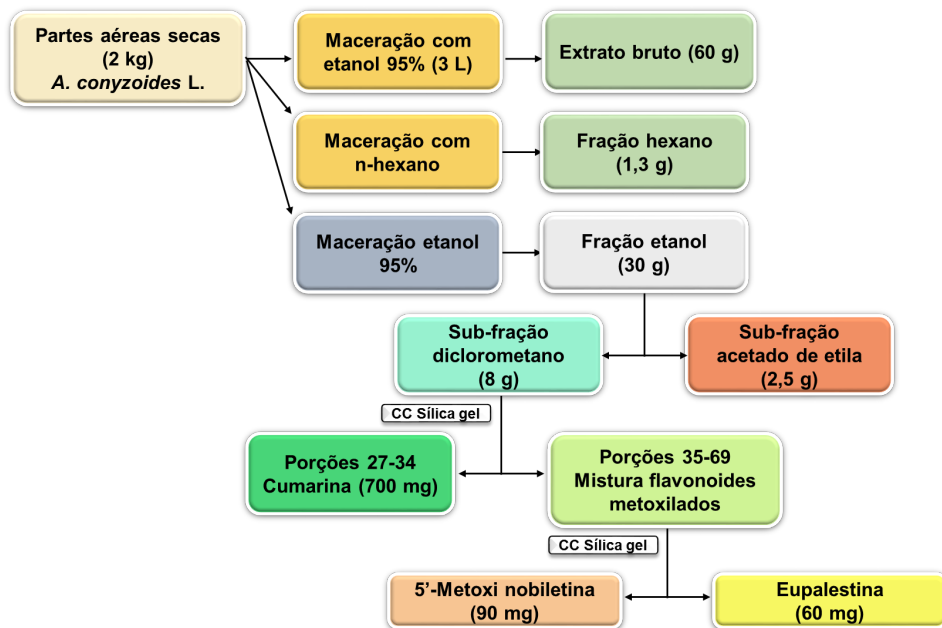 Partes aéreas secas
(2 kg)
A. conyzoides L.
Maceração com
etanol 95% (3 L)
Extrato bruto (60 g)
Maceração com
n-hexano
Fração hexano
(1,3 g)
Maceração etanol
95%
Fração etanol
(30 g)
Sub-fração
diclorometano
(8 g)
Sub-fração
acetado de etila
(2,5 g)
CC Sílica gel
Porções 27-34
Cumarina (700 mg)
Porções 35-69
Mistura flavonoides
metoxilados
CC Sílica gel
5’-Metoxi nobiletina
(90 mg)
Eupalestina
(60 mg)